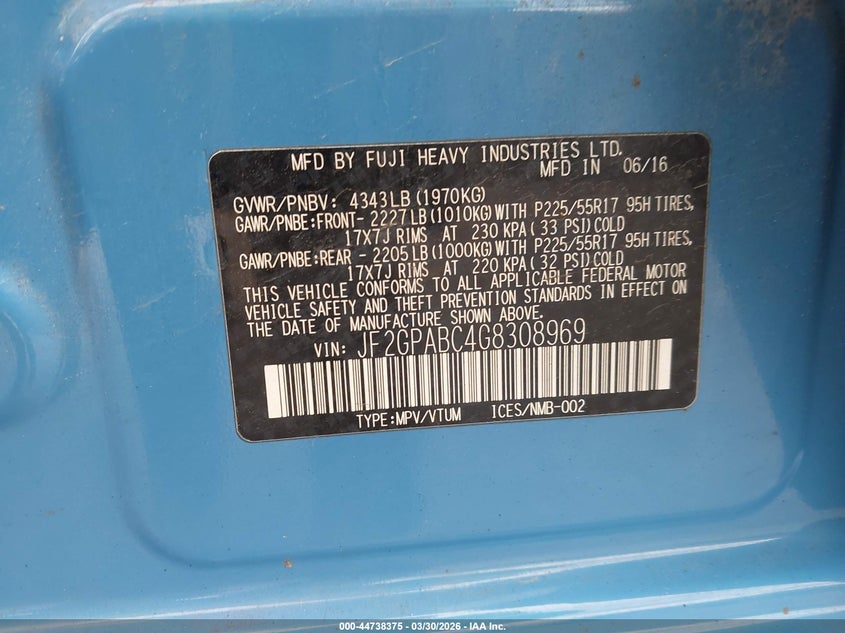 MFD BY FUJI HEAVY INDUSTRIES LTD.
MFD IN 06/16
GVWR/PNBV: 4343LB (1970KG)
GAWR/PNBE:FRONT- 2227LB (1010KG) WITH P225/55R17 95H TIRES,
17X7J RIMS AT 230 KPA (33 PSI) COLD
GAWR/PNBE:REAR - 2205LB (1000KG) WITH P225/55R17 95H TIRES,
17X7J RIMS AT 220 KPA (32 PSI) COLD
THIS VEHICLE CONFORMS TO ALL APPLICABLE FEDERAL MOTOR
VEHICLE SAFETY AND THEFT PREVENTION STANDARDS IN EFFECT ON
THE DATE OF MANUFACTURE SHOWN ABOVE.
VIN: JF2GPABC4G8308969
TYPE:MPV/VTUM ICES/NMB-002
000-44738375 - 03/30/2026 - IAA Inc.